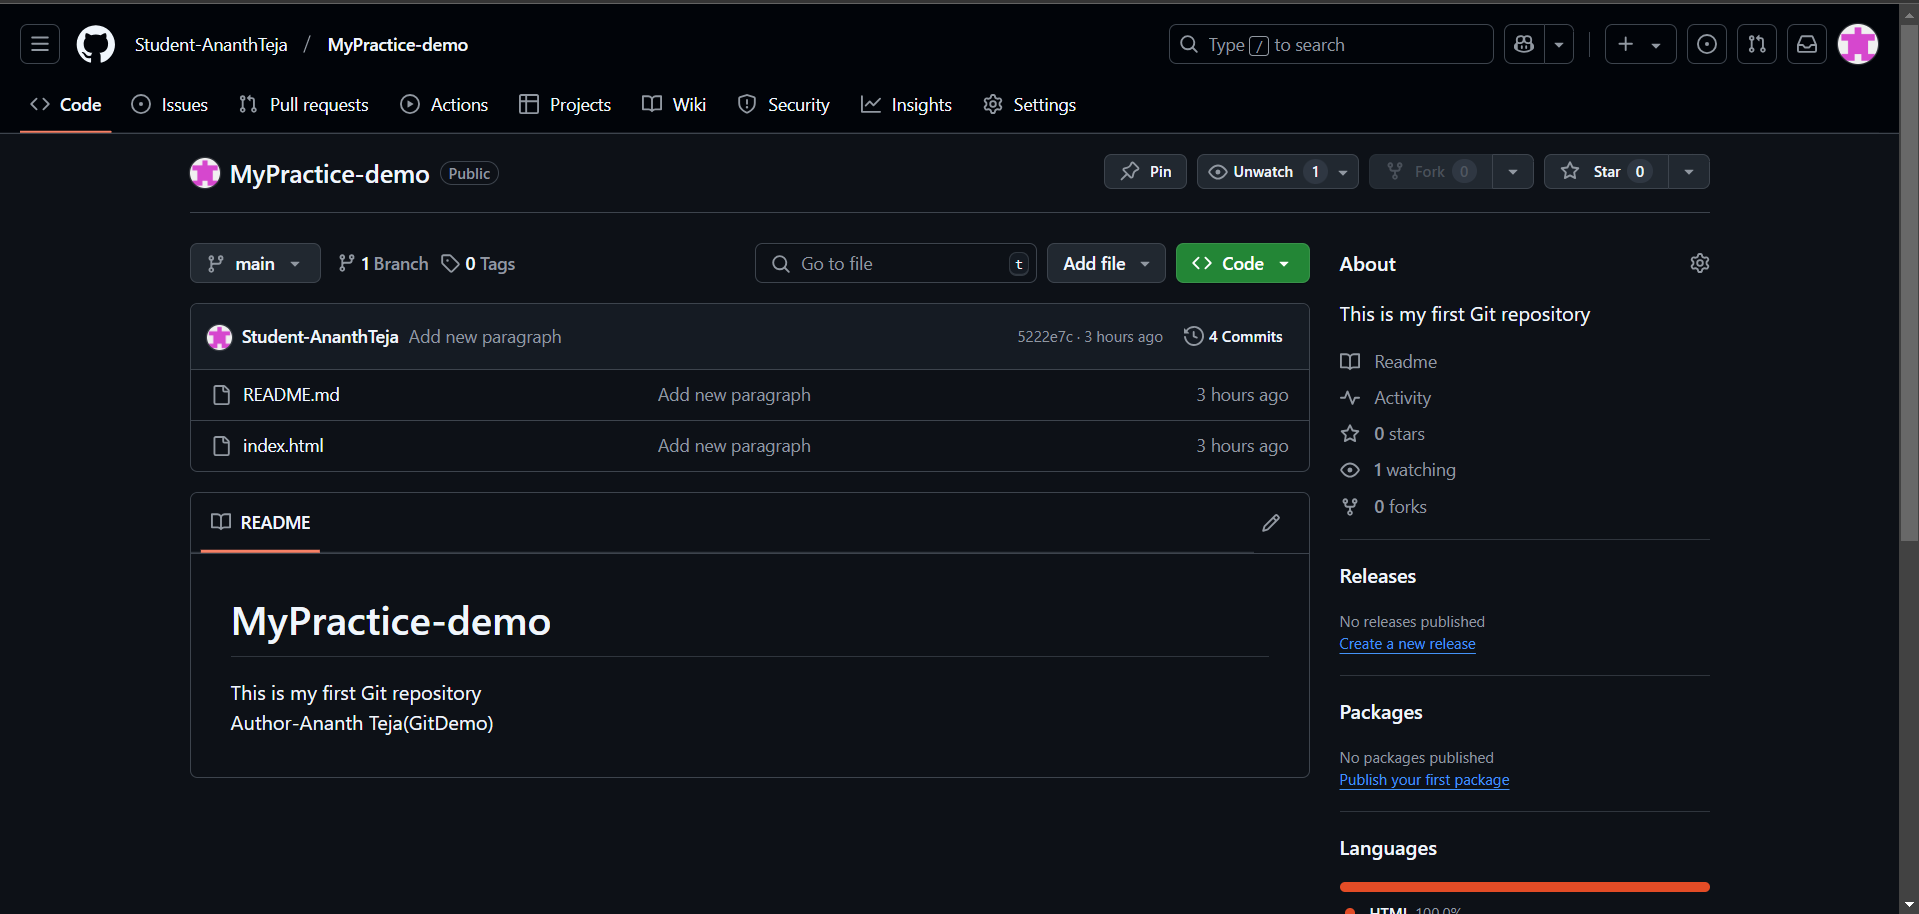 Student-AnanthTeja / MyPractice-demo
Type / to search
Code Issues Pull requests Actions Projects Wiki Security Insights Settings
MyPractice-demo Public
Pin Unwatch 1 Fork 0 Star 0
main 1 Branch 0 Tags Go to file t Add file Code
Student-AnanthTeja Add new paragraph 5222e7c · 3 hours ago 4 Commits
README.md Add new paragraph 3 hours ago
index.html Add new paragraph 3 hours ago
README
MyPractice-demo
This is my first Git repository
Author-Ananth Teja(GitDemo)
About
This is my first Git repository
Readme
Activity
0 stars
1 watching
0 forks
Releases
No releases published
Create a new release
Packages
No packages published
Publish your first package
Languages
HTML 100.0%